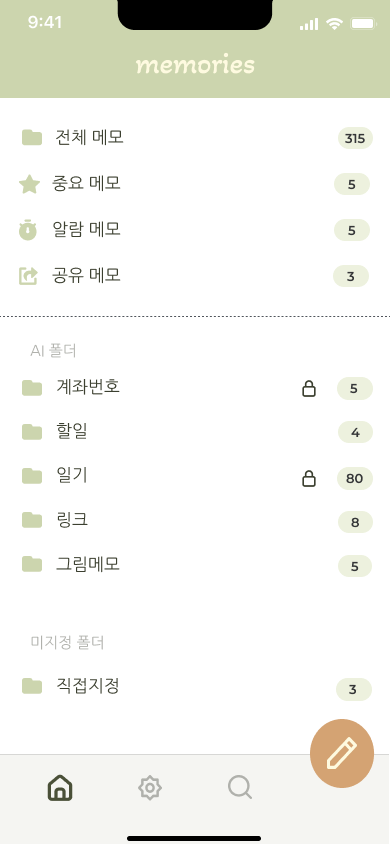 9:41
memories
전체 메모 315
중요 메모 5
알람 메모 5
공유 메모 3
AI 폴더
계좌번호 5
할일 4
일기 80
링크 8
그림메모 5
미지정 폴더
직접지정 3